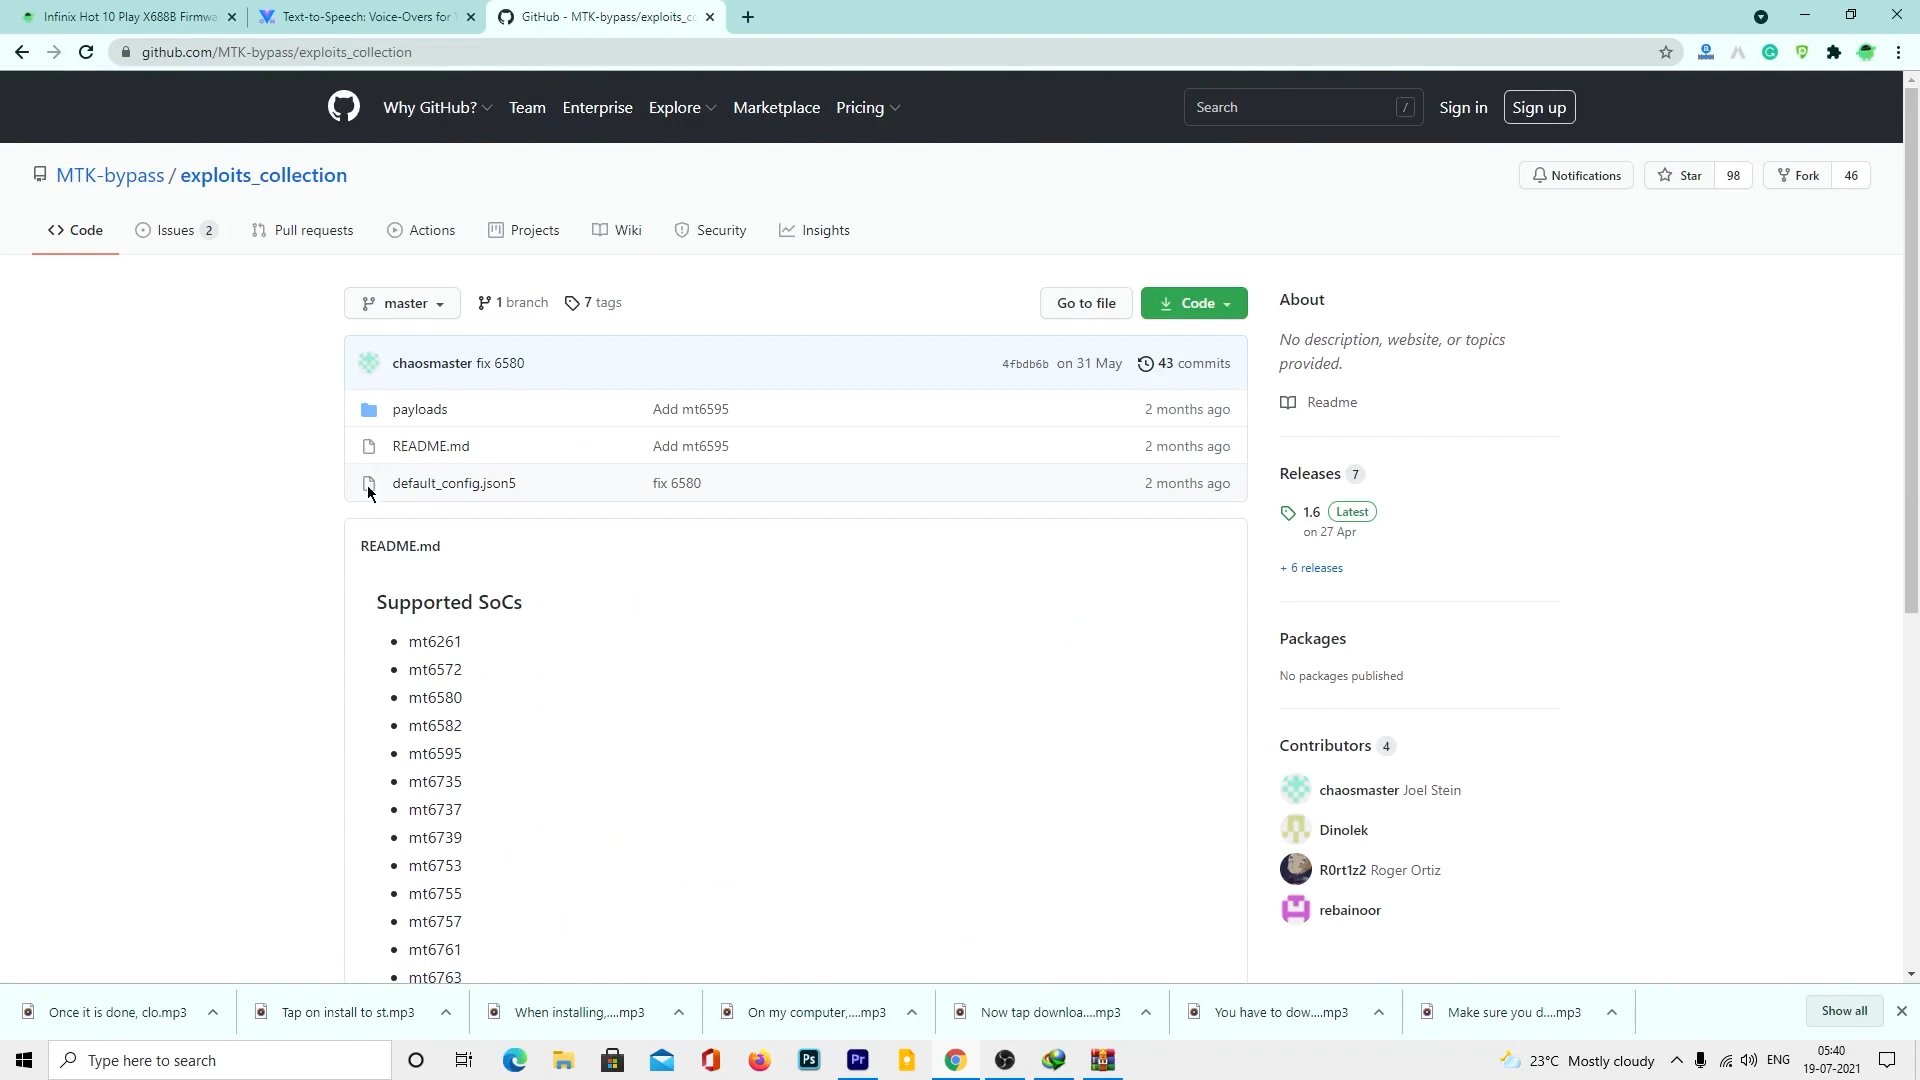 Infinix Hot 10 Play X688B Firmwa
Text-to-Speech: Voice-Overs for
GitHub - MTK-bypass/exploits_co
github.com/MTK-bypass/exploits_collection
Why GitHub? Team Enterprise Explore Marketplace Pricing Search / Sign in Sign up
MTK-bypass / exploits_collection Notifications Star 98 Fork 46
Code Issues 2 Pull requests Actions Projects Wiki Security Insights
master 1 branch 7 tags Go to file Code
chaosmaster fix 6580 4fbdb6b on 31 May 43 commits
payloads Add mt6595 2 months ago
README.md Add mt6595 2 months ago
default_config.json5 fix 6580 2 months ago
README.md
Supported SoCs
mt6261
mt6572
mt6580
mt6582
mt6595
mt6735
mt6737
mt6739
mt6753
mt6755
mt6757
mt6761
mt6763
About
No description, website, or topics
provided.
Readme
Releases 7
1.6 Latest
on 27 Apr
+ 6 releases
Packages
No packages published
Contributors 4
chaosmaster Joel Stein
Dinolek
R0rt1z2 Roger Ortiz
rebainoor
Once it is done, clo.mp3 Tap on install to st.mp3 When installing,....mp3 On my computer,....mp3 Now tap downloa....mp3 You have to dow....mp3 Make sure you d....mp3 Show all
Type here to search Ps Pr 23°C Mostly cloudy ENG 05:40
19-07-2021